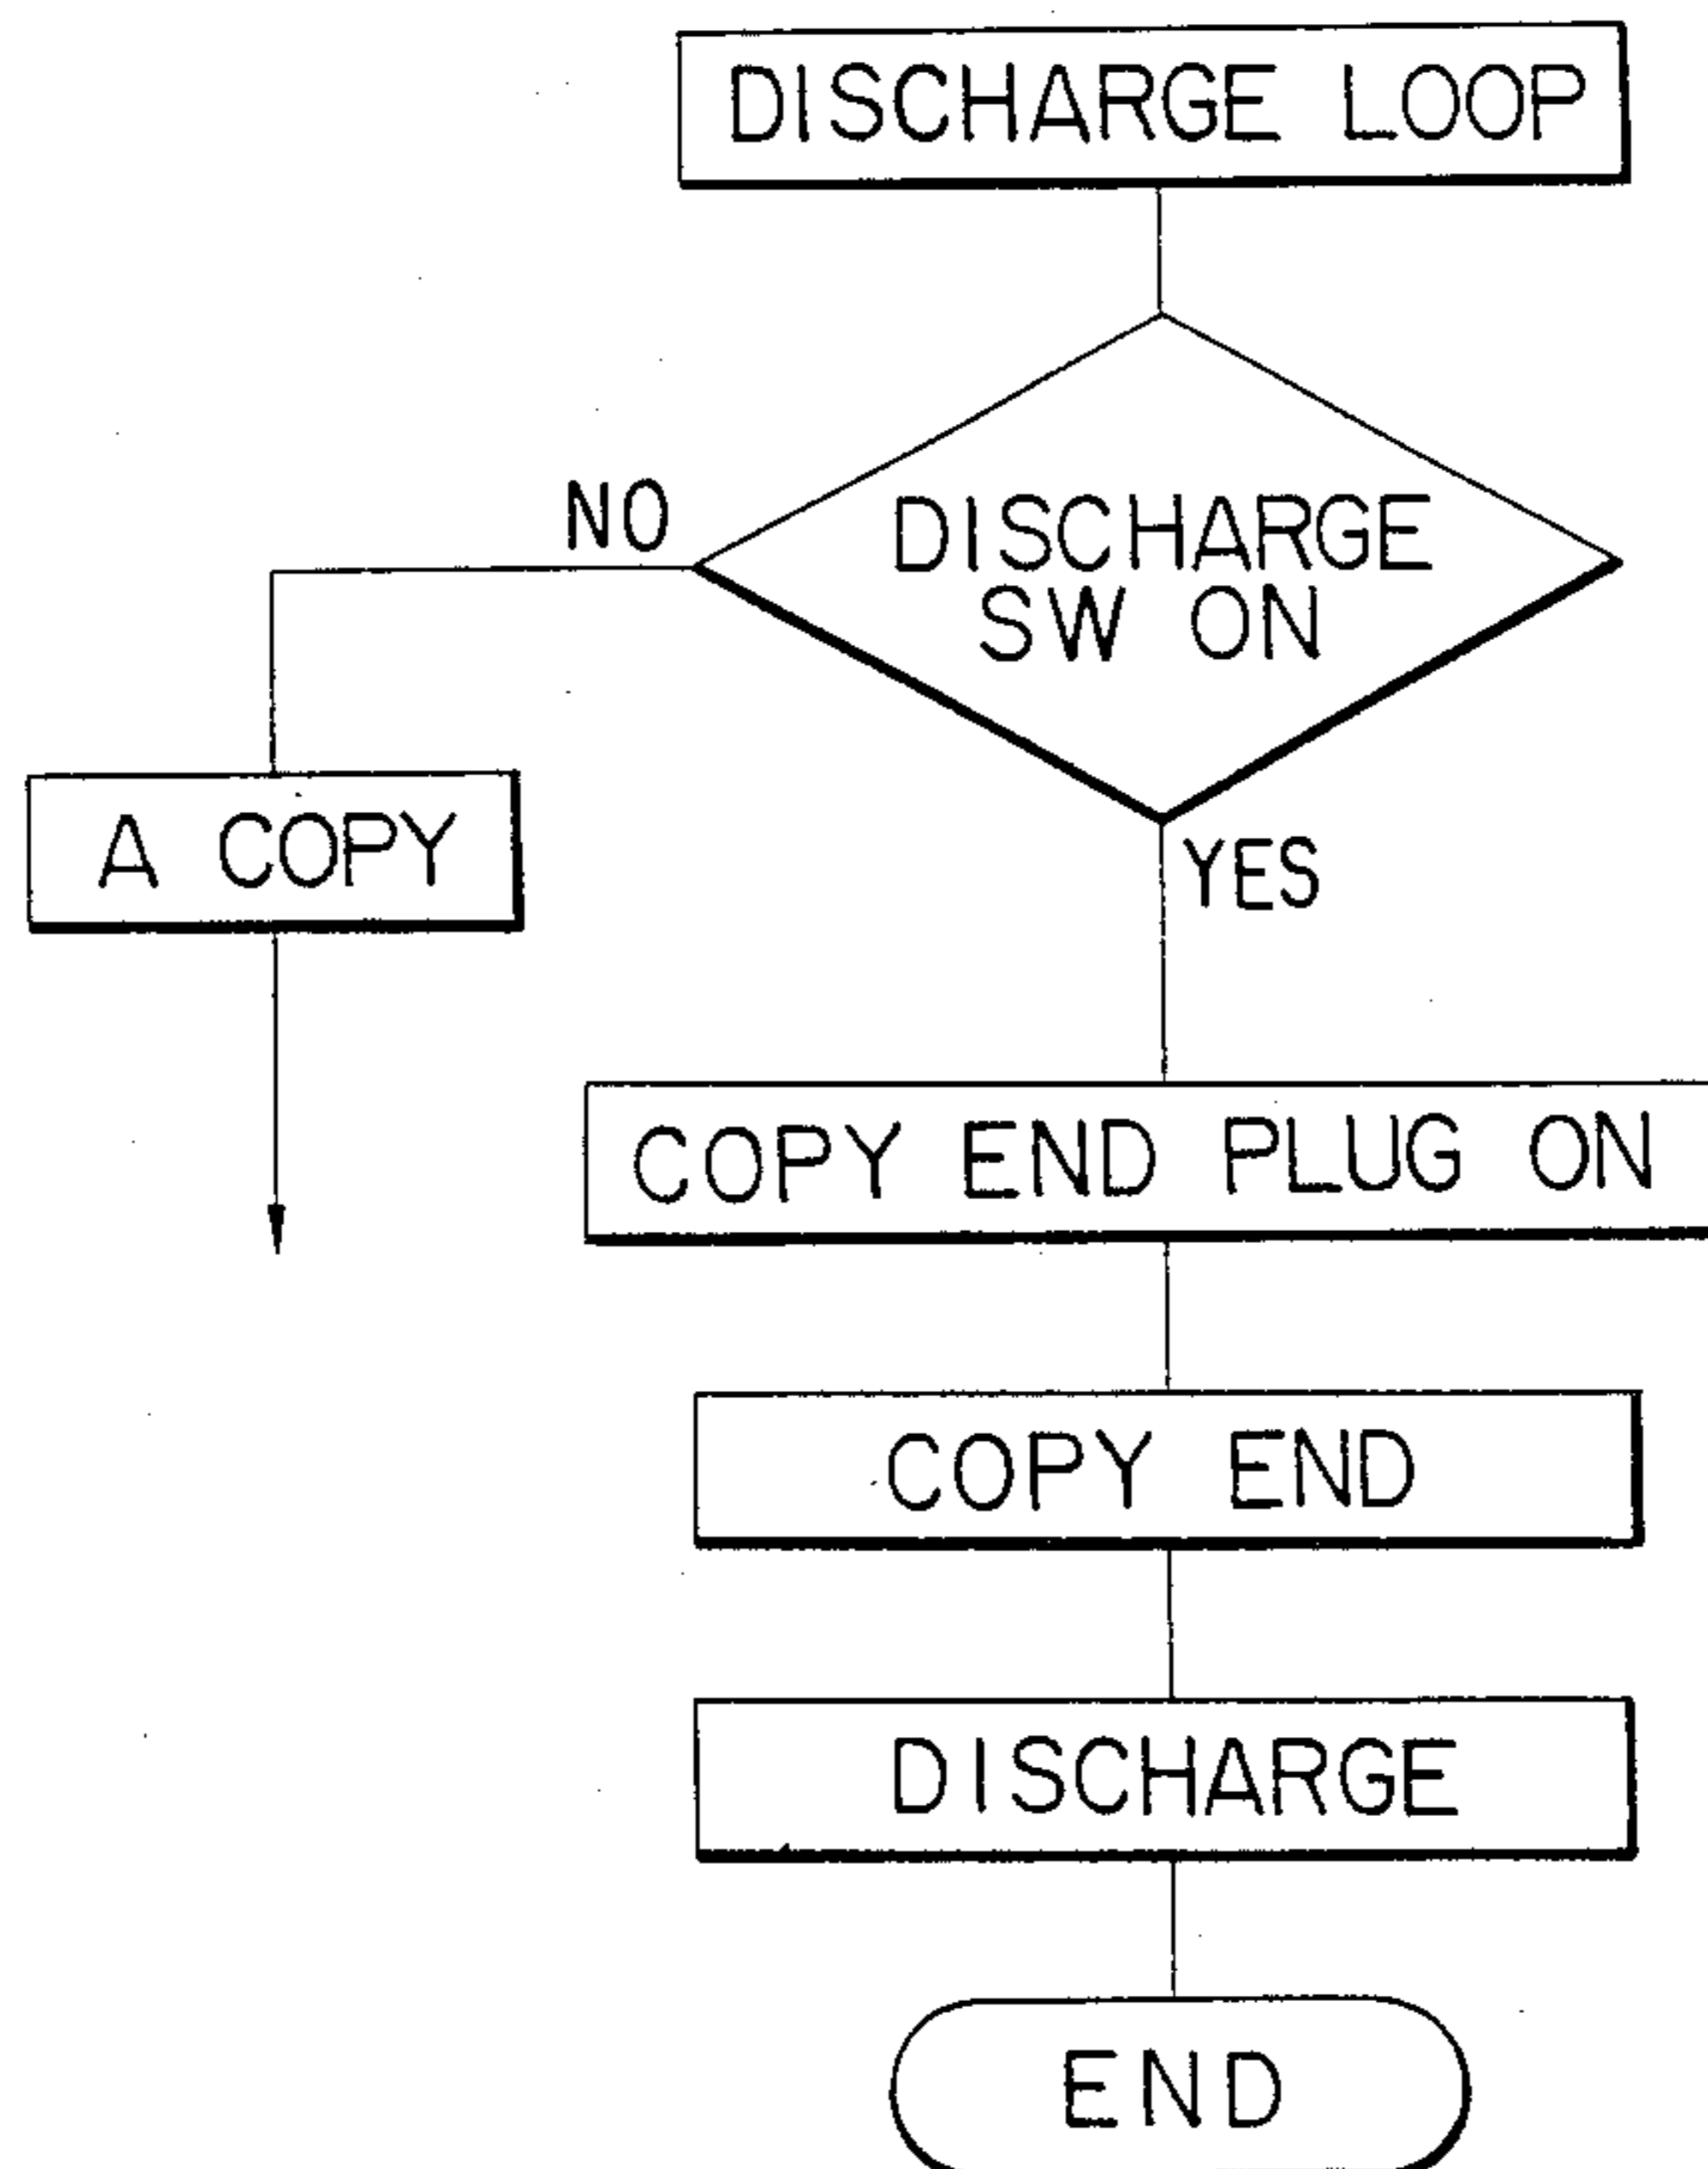 DISCHARGE LOOP
NO
DISCHARGE
SW ON
A COPY
YES
COPY END PLUG ON
COPY END
DISCHARGE
END